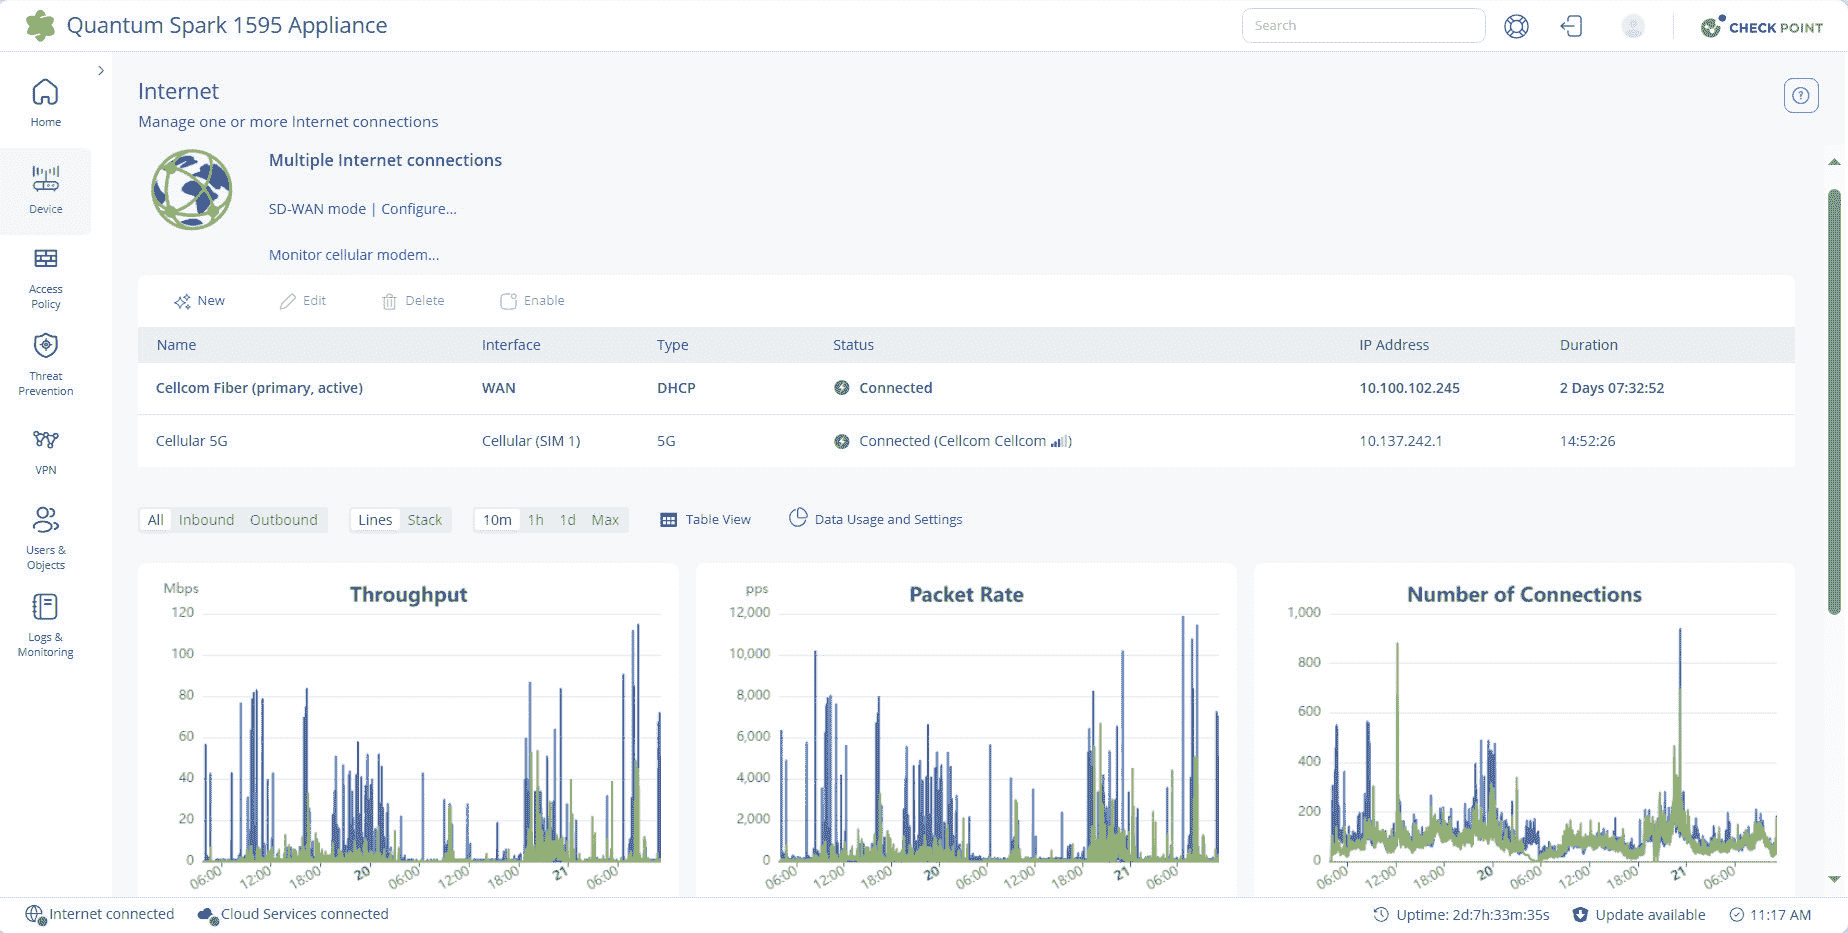 Quantum Spark 1595 Appliance
Search
CHECK POINT
Home
Device
Access
Policy
Threat
Prevention
VPN
Users &
Objects
Logs &
Monitoring
Internet
Manage one or more Internet connections
Multiple Internet connections
SD-WAN mode | Configure...
Monitor cellular modem...
New Edit Delete Enable
Name Interface Type Status IP Address Duration
Cellcom Fiber (primary, active) WAN DHCP Connected 10.100.102.245 2 Days 07:32:52
Cellular 5G Cellular (SIM 1) 5G Connected (Cellcom Cellcom ) 10.137.242.1 14:52:26
All Inbound Outbound Lines Stack 10m 1h 1d Max Table View Data Usage and Settings
Mbps Throughput
120
100
80
60
40
20
0
06:00 12:00 18:00 20 06:00 12:00 18:00 21 06:00
pps Packet Rate
12,000
10,000
8,000
6,000
4,000
2,000
0
06:00 12:00 18:00 20 06:00 12:00 18:00 21 06:00
Number of Connections
1,000
800
600
400
200
0
06:00 12:00 18:00 20 06:00 12:00 18:00 21 06:00
Internet connected Cloud Services connected Uptime: 2d:7h:33m:35s Update available 11:17 AM